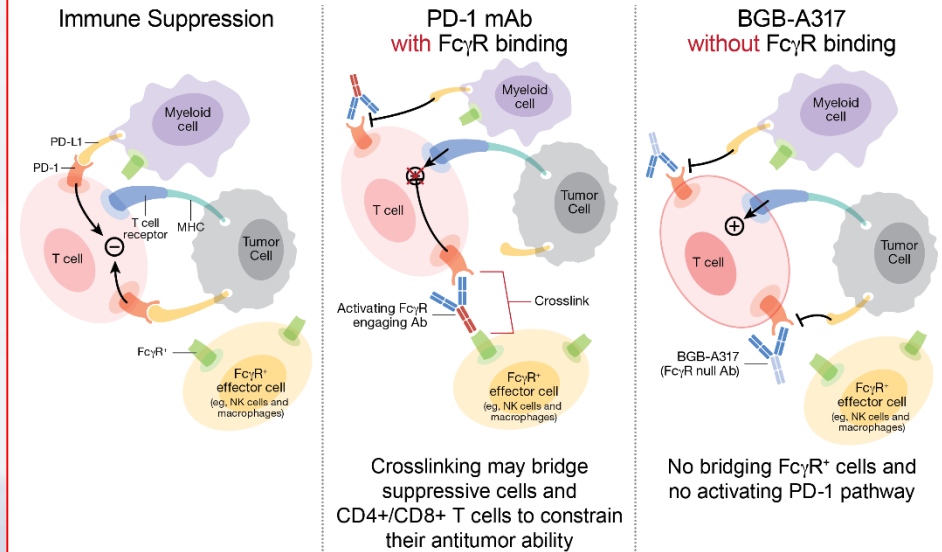 Immune Suppression
Myeloid
cell
PD-L1
PD-1
T cell
receptor
MHC
T cell
Tumor
Cell
FcγR⁺
FcγR⁺
effector cell
(eg, NK cells and
macrophages)
PD-1 mAb
with FcγR binding
Myeloid
cell
T cell
Tumor
Cell
Crosslink
Activating FcγR
engaging Ab
FcγR⁺
effector cell
(eg, NK cells and
macrophages)
Crosslinking may bridge
suppressive cells and
CD4+/CD8+ T cells to constrain
their antitumor ability
BGB-A317
without FcγR binding
Myeloid
cell
T cell
Tumor
Cell
BGB-A317
(FcγR null Ab)
FcγR⁺
effector cell
(eg, NK cells and
macrophages)
No bridging FcγR⁺ cells and
no activating PD-1 pathway